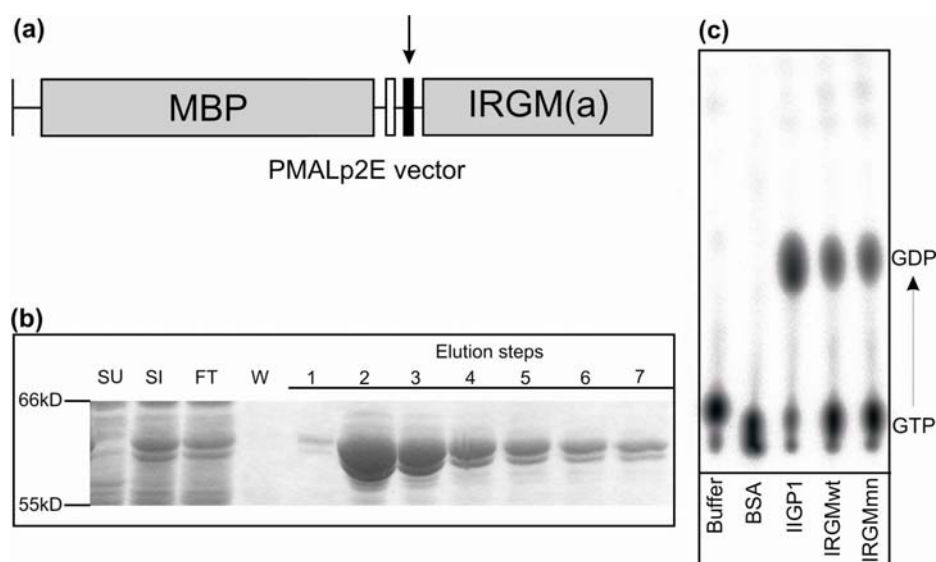 (a)
MBP
IRGM(a)
PMALp2E vector
(b)
Elution steps
SU SI FT W 1 2 3 4 5 6 7
66kD
55kD
(c)
GDP
GTP
Buffer
BSA
IIGP1
IRGMwt
IRGMmn